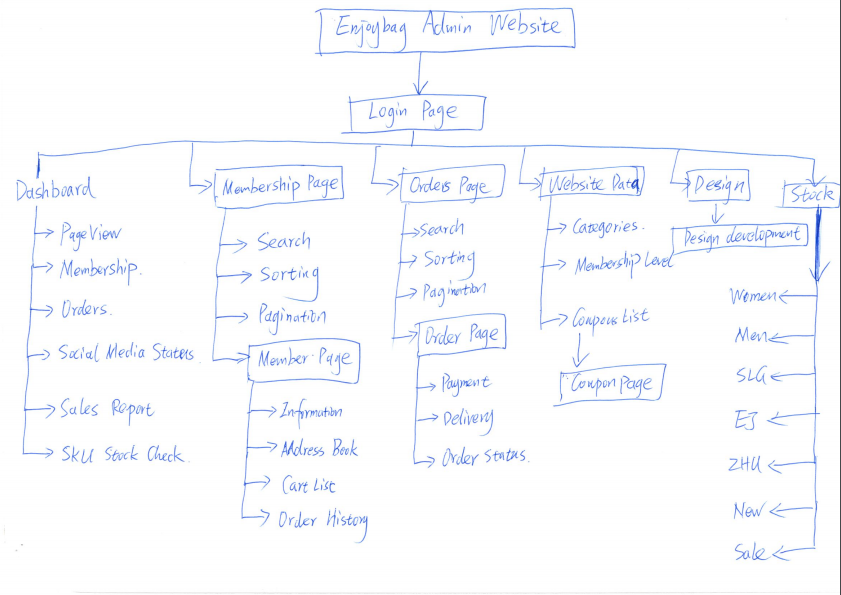 Enjoybag Admin Website
Login Page
Dashboard
PageView
Membership.
Orders.
Social Media Status
Sales Report
SKU Stock Check.
Membership Page
Search
Sorting
Pagination
Member Page
Information
Address Book
Cart List
Order History
Orders Page
Search
Sorting
Pagination
Order Page
Payment
Delivery
Order Status.
Website Data
Categories.
Membership Level
Coupons List
Coupon Page
Design
Design development
Stock
Women
Men
SLG
EJ
ZHU
New
Sale